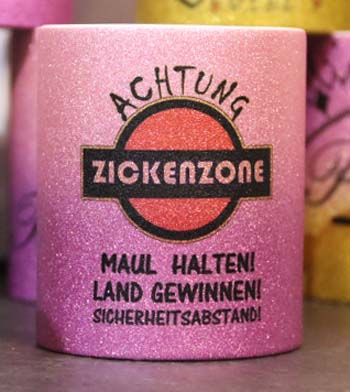 ACHTUNG
ZICKENZONE
MAUL HALTEN!
LAND GEWINNEN!
SICHERHEITSABSTAND!